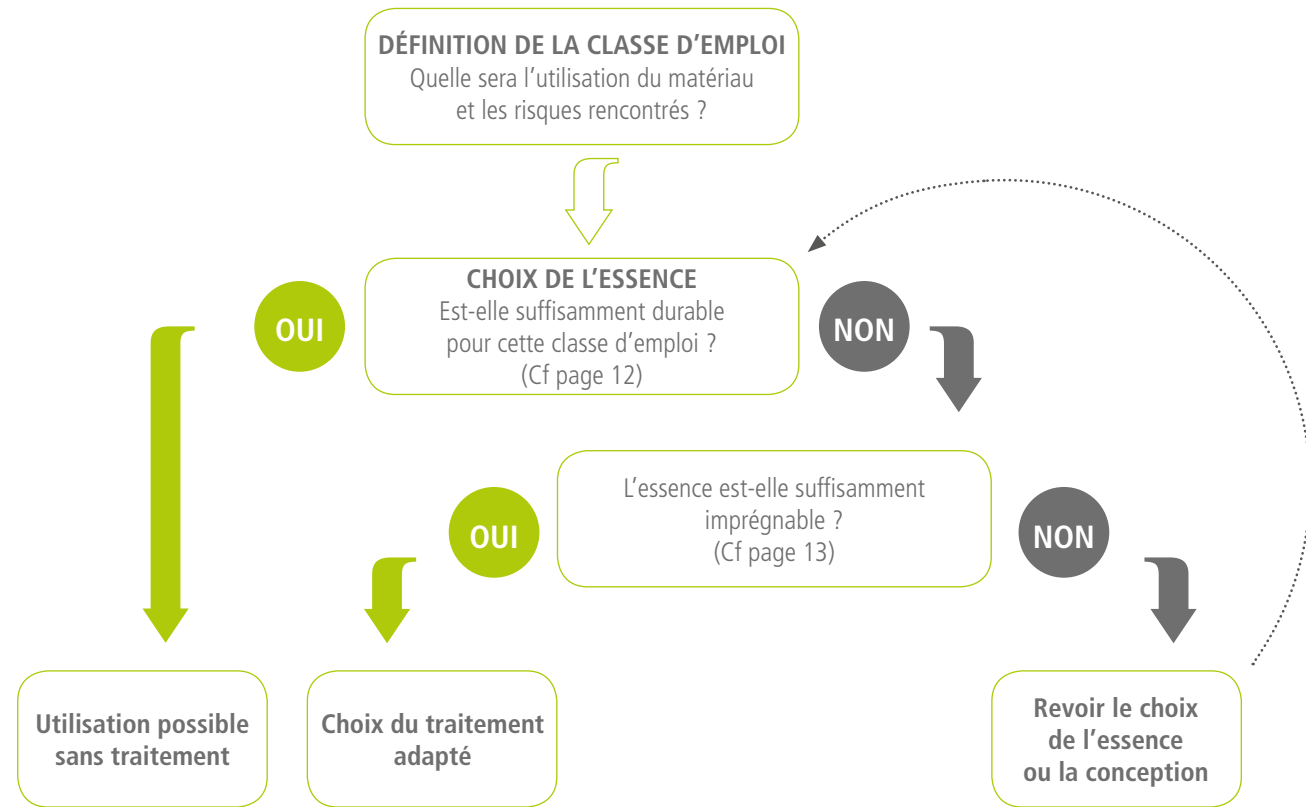 DÉFINITION DE LA CLASSE D’EMPLOI
Quelle sera l’utilisation du matériau
et les risques rencontrés ?
CHOIX DE L’ESSENCE
Est-elle suffisamment durable
pour cette classe d’emploi ?
(Cf page 12)
OUI
NON
L’essence est-elle suffisamment
imprégnable ?
(Cf page 13)
OUI
NON
Utilisation possible
sans traitement
Choix du traitement
adapté
Revoir le choix
de l’essence
ou la conception